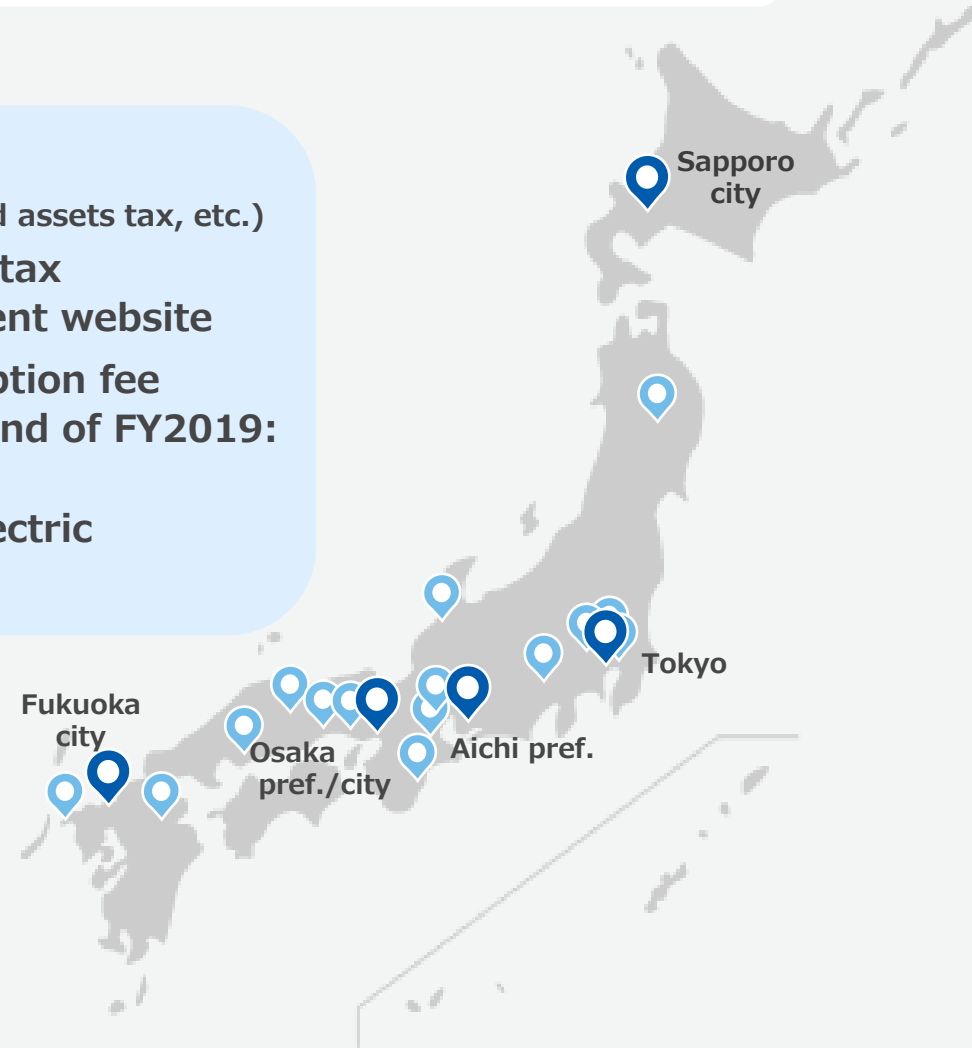 d assets tax, etc.)
tax
ent website
ption fee
nd of FY2019:
ectric
Sapporo
city
Tokyo
Aichi pref.
Osaka
pref./city
Fukuoka
city